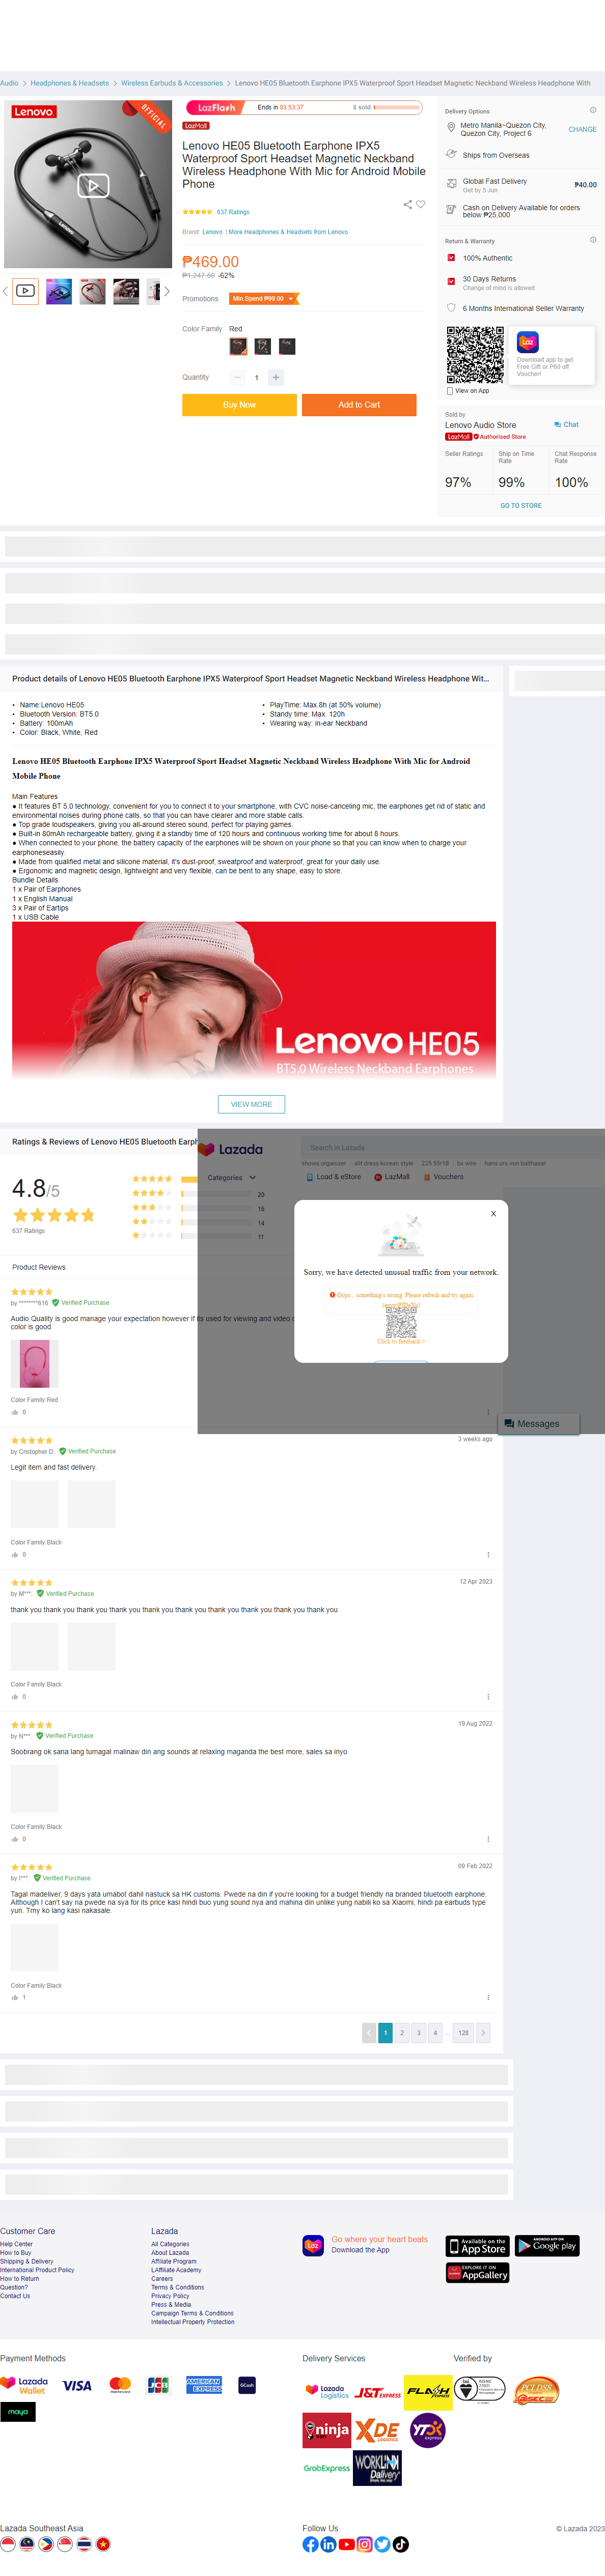 Audio > Headphones & Headsets > Wireless Earbuds & Accessories > Lenovo HE05 Bluetooth Earphone IPX5 Waterproof Sport Headset Magnetic Neckband Wireless Headphone With
Lenovo
OFFICIAL
Lenovo
LazFlash
Ends in 03:53:37
8 sold
LazMall
Lenovo HE05 Bluetooth Earphone IPX5
Waterproof Sport Headset Magnetic Neckband
Wireless Headphone With Mic for Android Mobile
Phone
637 Ratings
Brand: Lenovo | More Headphones & Headsets from Lenovo
₱469.00
₱1,247.50 -62%
Promotions
Min.Spend ₱99.00
Color Family Red
Quantity
1
Buy Now
Add to Cart
Delivery Options
Metro Manila~Quezon City,
Quezon City, Project 6
CHANGE
Ships from Overseas
Global Fast Delivery
₱40.00
Get by 5 Jun
Cash on Delivery Available for orders
below ₱25,000
Return & Warranty
100% Authentic
30 Days Returns
Change of mind is allowed
6 Months International Seller Warranty
Laz
Download app to get
Free Gift or P60 off
Voucher!
View on App
Sold by
Lenovo Audio Store
Chat
LazMall Authorised Store
Seller Ratings
Ship on Time
Rate
Chat Response
Rate
97%
99%
100%
GO TO STORE
Product details of Lenovo HE05 Bluetooth Earphone IPX5 Waterproof Sport Headset Magnetic Neckband Wireless Headphone Wit...
• Name:Lenovo HE05
• Bluetooth Version: BT5.0
• Battery: 100mAh
• Color: Black, White, Red
• PlayTime: Max.8h (at 50% volume)
• Standy time: Max. 120h
• Wearing way: in-ear Neckband
Lenovo HE05 Bluetooth Earphone IPX5 Waterproof Sport Headset Magnetic Neckband Wireless Headphone With Mic for Android
Mobile Phone
Main Features
● It features BT 5.0 technology, convenient for you to connect it to your smartphone, with CVC noise-canceling mic, the earphones get rid of static and
environmental noises during phone calls, so that you can have clearer and more stable calls.
● Top grade loudspeakers, giving you all-around stereo sound, perfect for playing games.
● Built-in 80mAh rechargeable battery, giving it a standby time of 120 hours and continuous working time for about 8 hours.
● When connected to your phone, the battery capacity of the earphones will be shown on your phone so that you can know when to charge your
earphoneseasily.
● Made from qualified metal and silicone material, it's dust-proof, sweatproof and waterproof, great for your daily use.
● Ergonomic and magnetic design, lightweight and very flexible, can be bent to any shape, easy to store.
Bundle Details
1 x Pair of Earphones
1 x English Manual
3 x Pair of Eartips
1 x USB Cable
Lenovo HE05
BT5.0 Wireless Neckband Earphones
VIEW MORE
Ratings & Reviews of Lenovo HE05 Bluetooth Earph
Lazada
Search in Lazada
shoes organizer
slit dress korean style
225 55r18
bx wire
hans urs von balthasar
Categories
Load & eStore
LazMall
Vouchers
4.8/5
637 Ratings
20
16
14
11
X
Sorry, we have detected unusual traffic from your network.
Oops... something's wrong. Please refresh and try again.
Click to feedback >
Product Reviews
by ********616 Verified Purchase
Audio Quality is good manage your expectation however if its used for viewing and video c
color is good
Color Family:Red
0
Messages
3 weeks ago
by Cristopher D. Verified Purchase
Legit item and fast delivery.
Color Family:Black
0
12 Apr 2023
by M***. Verified Purchase
thank you thank you thank you thank you thank you thank you thank you thank you thank you thank you
Color Family:Black
0
19 Aug 2022
by N***. Verified Purchase
Soobrang ok sana lang tumagal malinaw din ang sounds at relaxing maganda the best more, sales sa inyo
Color Family:Black
0
09 Feb 2022
by I***. Verified Purchase
Tagal madeliver, 9 days yata umabot dahil nastuck sa HK customs. Pwede na din if you're looking for a budget friendly na branded bluetooth earphone.
Although I can't say na pwede na sya for its price kasi hindi buo yung sound nya and mahina din unlike yung nabili ko sa Xiaomi, hindi pa earbuds type
yun. Trny ko lang kasi nakasale.
Color Family:Black
1
1 2 3 4 ... 128
Customer Care
Help Center
How to Buy
Shipping & Delivery
International Product Policy
How to Return
Question?
Contact Us
Lazada
All Categories
About Lazada
Affiliate Program
LAffiliate Academy
Careers
Terms & Conditions
Privacy Policy
Press & Media
Campaign Terms & Conditions
Intellectual Property Protection
Laz
Go where your heart beats
Download the App
Available on the
App Store
ANDROID APP ON
Google play
EXPLORE IT ON
AppGallery
Payment Methods
Lazada
Wallet
VISA
mastercard
JCB
AMERICAN
EXPRESS
GCash
maya
Delivery Services
Lazada
Logistics
J&T EXPRESS
FLASH
EXPRESS
ninja
van
XDE
LOGISTICS
YTO
express
GrabExpress
WORKLINK
Delivery
Verified by
PCI DSS
@SEC
Lazada Southeast Asia
Follow Us
© Lazada 2023